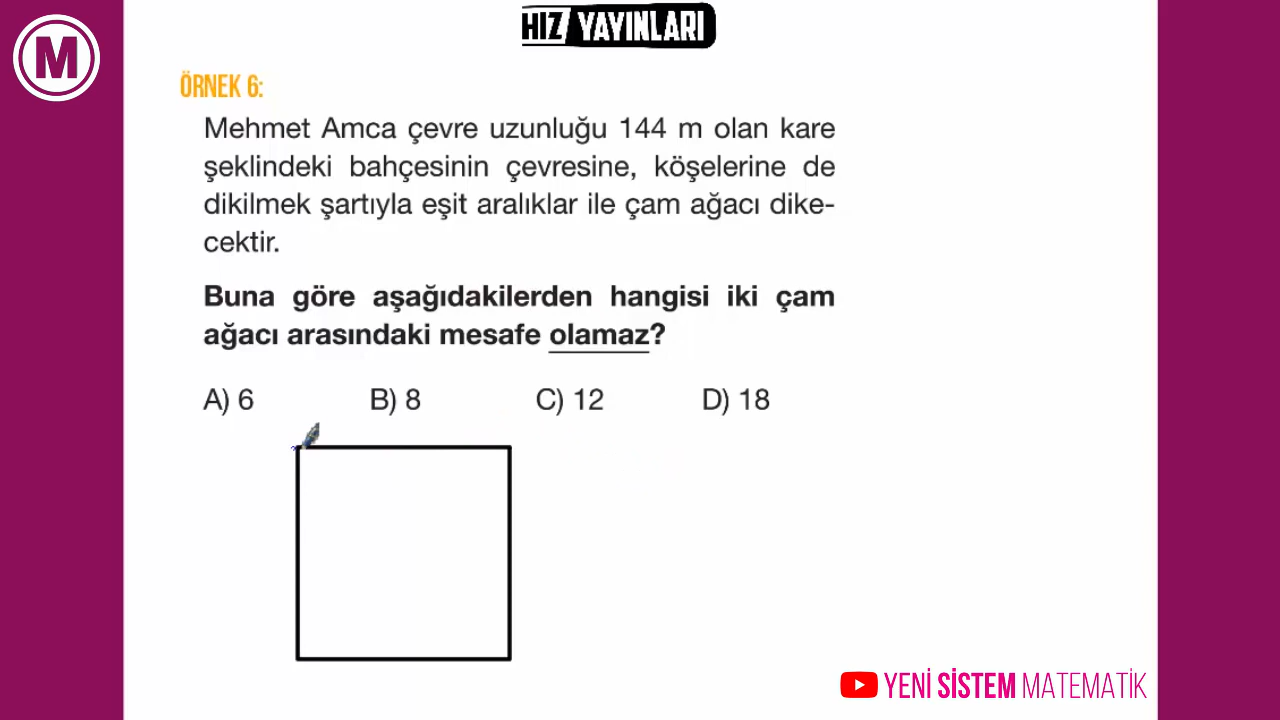 M
HIZ YAYINLARI
ÖRNEK 6:
Mehmet Amca çevre uzunluğu 144 m olan kare
şeklindeki bahçesinin çevresine, köşelerine de
dikilmek şartıyla eşit aralıklar ile çam ağacı dike-
cektir.
Buna göre aşağıdakilerden hangisi iki çam
ağacı arasındaki mesafe olamaz?
A) 6 B) 8 C) 12 D) 18
YENİ SİSTEM MATEMATİK